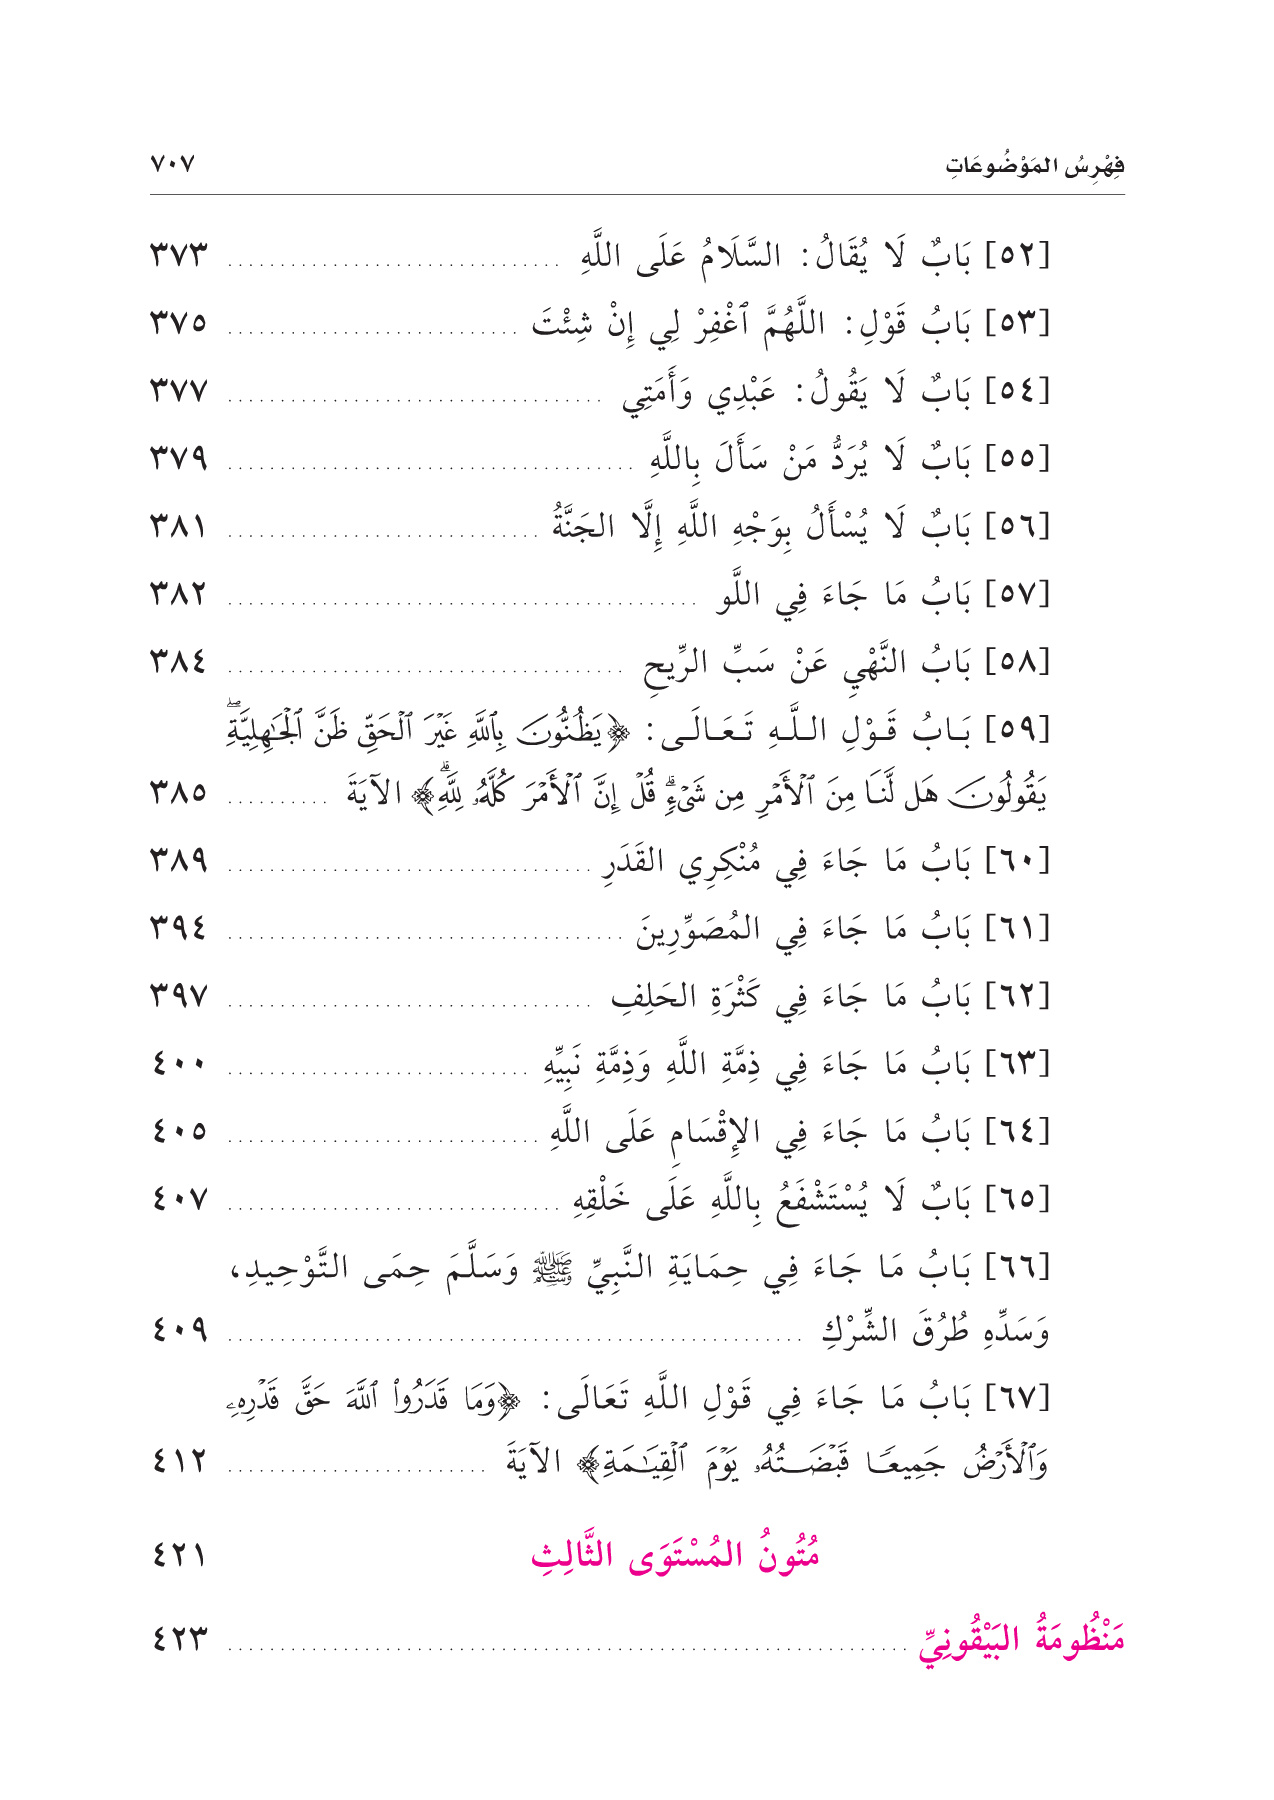 فِهْرِسُ المَوْضُوعَاتِ ٧٠٧
[٥٢] بَابٌ لَا يُقَالُ: السَّلَامُ عَلَى اللَّهِ ................................ ٣٧٣
[٥٣] بَابُ قَوْلِ: اللَّهُمَّ ٱغْفِرْ لِي إِنْ شِئْتَ ............................ ٣٧٥
[٥٤] بَابٌ لَا يَقُولُ: عَبْدِي وَأَمَتِي .................................... ٣٧٧
[٥٥] بَابٌ لَا يُرَدُّ مَنْ سَأَلَ بِاللَّهِ ....................................... ٣٧٩
[٥٦] بَابٌ لَا يُسْأَلُ بِوَجْهِ اللَّهِ إِلَّا الجَنَّةُ .............................. ٣٨١
[٥٧] بَابُ مَا جَاءَ فِي اللَّو ............................................. ٣٨٢
[٥٨] بَابُ النَّهْيِ عَنْ سَبِّ الرِّيحِ ...................................... ٣٨٤
[٥٩] بَابُ قَوْلِ اللَّهِ تَعَالَى: ﴿يَظُنُّونَ بِٱللَّهِ غَيْرَ ٱلْحَقِّ ظَنَّ ٱلْجَٰهِلِيَّةِۖ
يَقُولُونَ هَل لَّنَا مِنَ ٱلْأَمْرِ مِن شَيْءٍۗ قُلْ إِنَّ ٱلْأَمْرَ كُلَّهُۥ لِلَّهِۗ﴾ الآيَةَ .......... ٣٨٥
[٦٠] بَابُ مَا جَاءَ فِي مُنْكِرِي القَدَرِ ................................... ٣٨٩
[٦١] بَابُ مَا جَاءَ فِي المُصَوِّرِينَ ...................................... ٣٩٤
[٦٢] بَابُ مَا جَاءَ فِي كَثْرَةِ الحَلِفِ ................................... ٣٩٧
[٦٣] بَابُ مَا جَاءَ فِي ذِمَّةِ اللَّهِ وَذِمَّةِ نَبِيِّهِ ............................. ٤٠٠
[٦٤] بَابُ مَا جَاءَ فِي الإِقْسَامِ عَلَى اللَّهِ .............................. ٤٠٥
[٦٥] بَابٌ لَا يُسْتَشْفَعُ بِاللَّهِ عَلَى خَلْقِهِ ................................ ٤٠٧
[٦٦] بَابُ مَا جَاءَ فِي حِمَايَةِ النَّبِيِّ ﷺ وَسَلَّمَ حِمَى التَّوْحِيدِ،
وَسَدِّهِ طُرُقَ الشِّرْكِ ....................................................... ٤٠٩
[٦٧] بَابُ مَا جَاءَ فِي قَوْلِ اللَّهِ تَعَالَى: ﴿وَمَا قَدَرُوا۟ ٱللَّهَ حَقَّ قَدْرِهِۦ
وَٱلْأَرْضُ جَمِيعًا قَبْضَتُهُۥ يَوْمَ ٱلْقِيَٰمَةِ﴾ الآيَةَ ......................... ٤١٢
مُتُونُ المُسْتَوَى الثَّالِثِ ٤٢١
مَنْظُومَةُ البَيْقُونِيِّ ................................................................. ٤٢٣